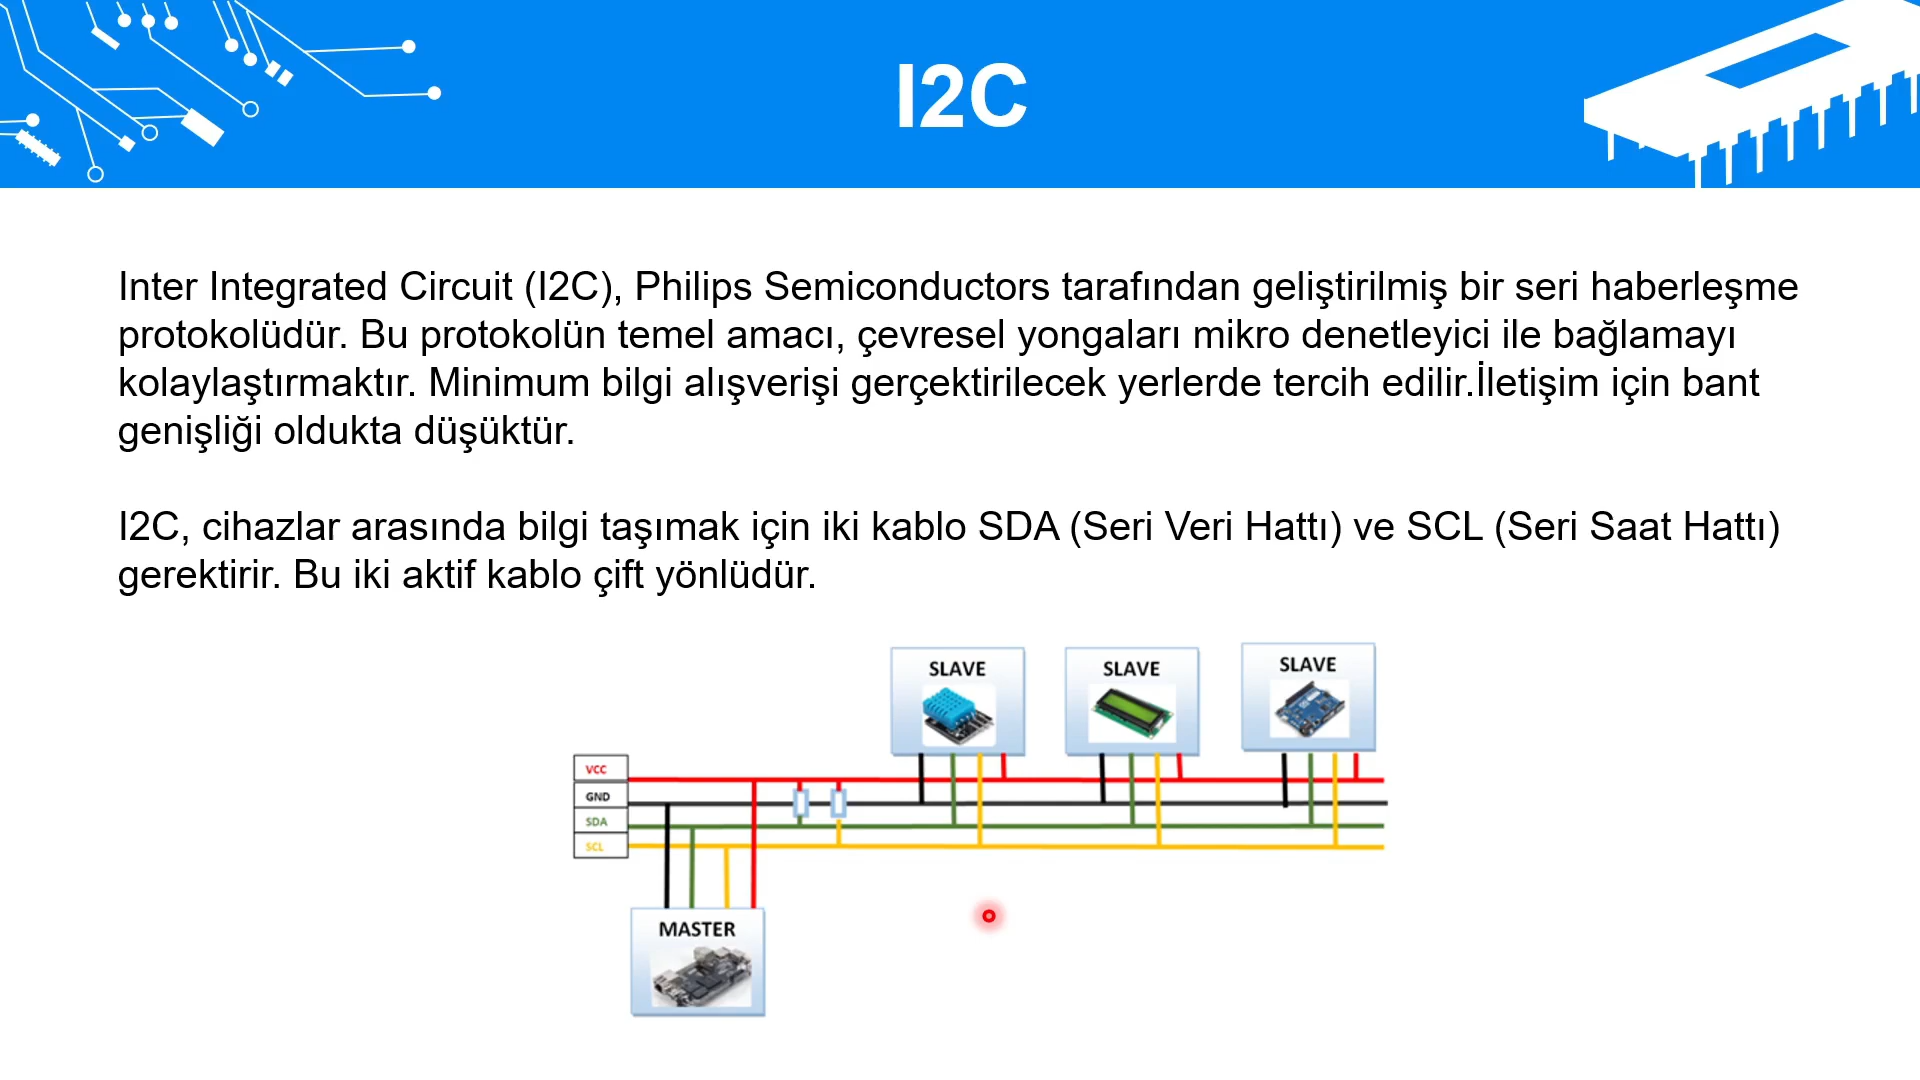 I2C
Inter Integrated Circuit (I2C), Philips Semiconductors tarafından geliştirilmiş bir seri haberleşme
protokolüdür. Bu protokolün temel amacı, çevresel yongaları mikro denetleyici ile bağlamayı
kolaylaştırmaktır. Minimum bilgi alışverişi gerçektirilecek yerlerde tercih edilir.İletişim için bant
genişliği oldukta düşüktür.
I2C, cihazlar arasında bilgi taşımak için iki kablo SDA (Seri Veri Hattı) ve SCL (Seri Saat Hattı)
gerektirir. Bu iki aktif kablo çift yönlüdür.
SLAVE
SLAVE
SLAVE
VCC
GND
SDA
SCL
MASTER